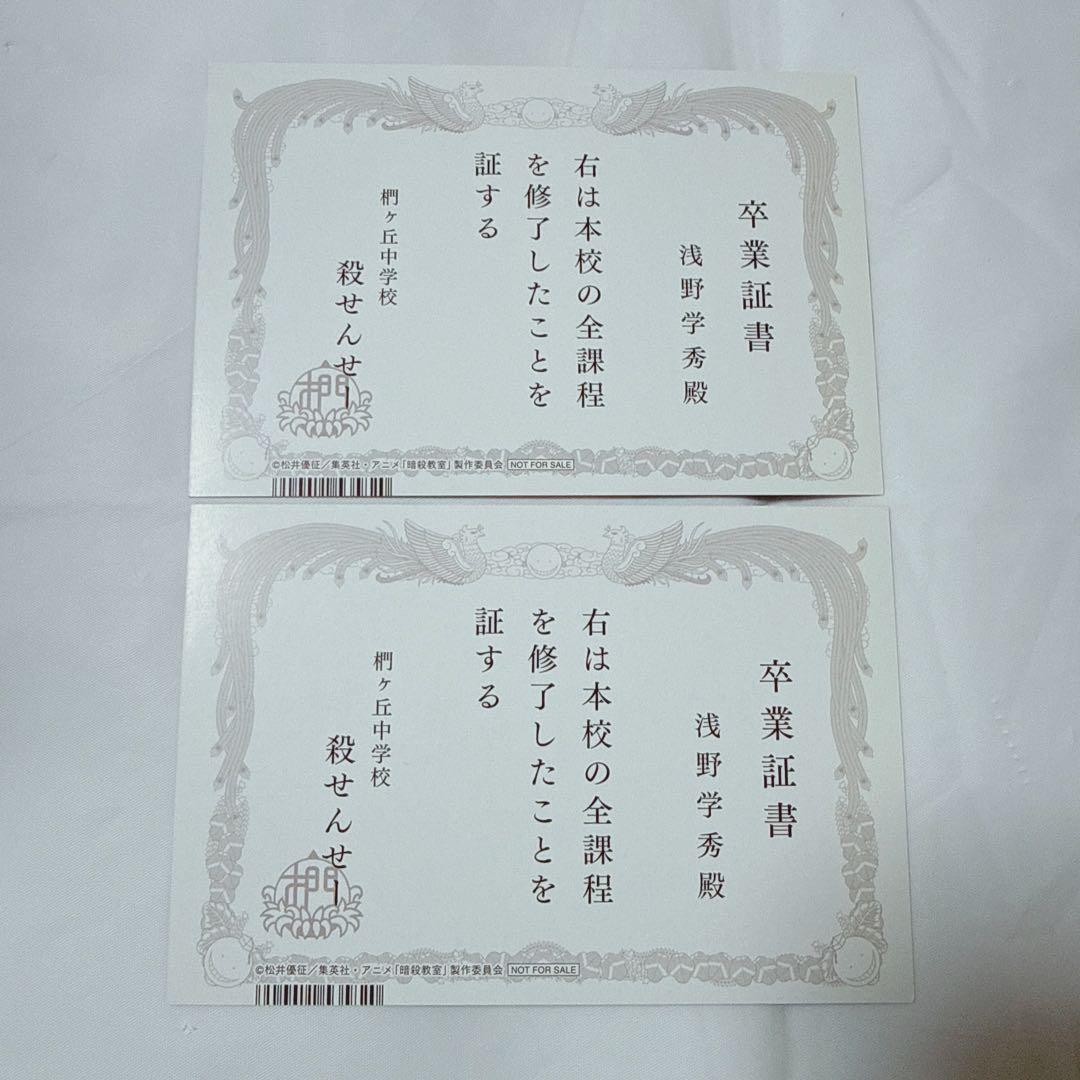 卒業証書
浅野学秀殿
右は本校の全課程
を修了したことを
証する
椚ヶ丘中学校
殺せんせー
椚
©松井優征／集英社・アニメ「暗殺教室」製作委員会 NOT FOR SALE
卒業証書
浅野学秀殿
右は本校の全課程
を修了したことを
証する
椚ヶ丘中学校
殺せんせー
椚
©松井優征／集英社・アニメ「暗殺教室」製作委員会 NOT FOR SALE